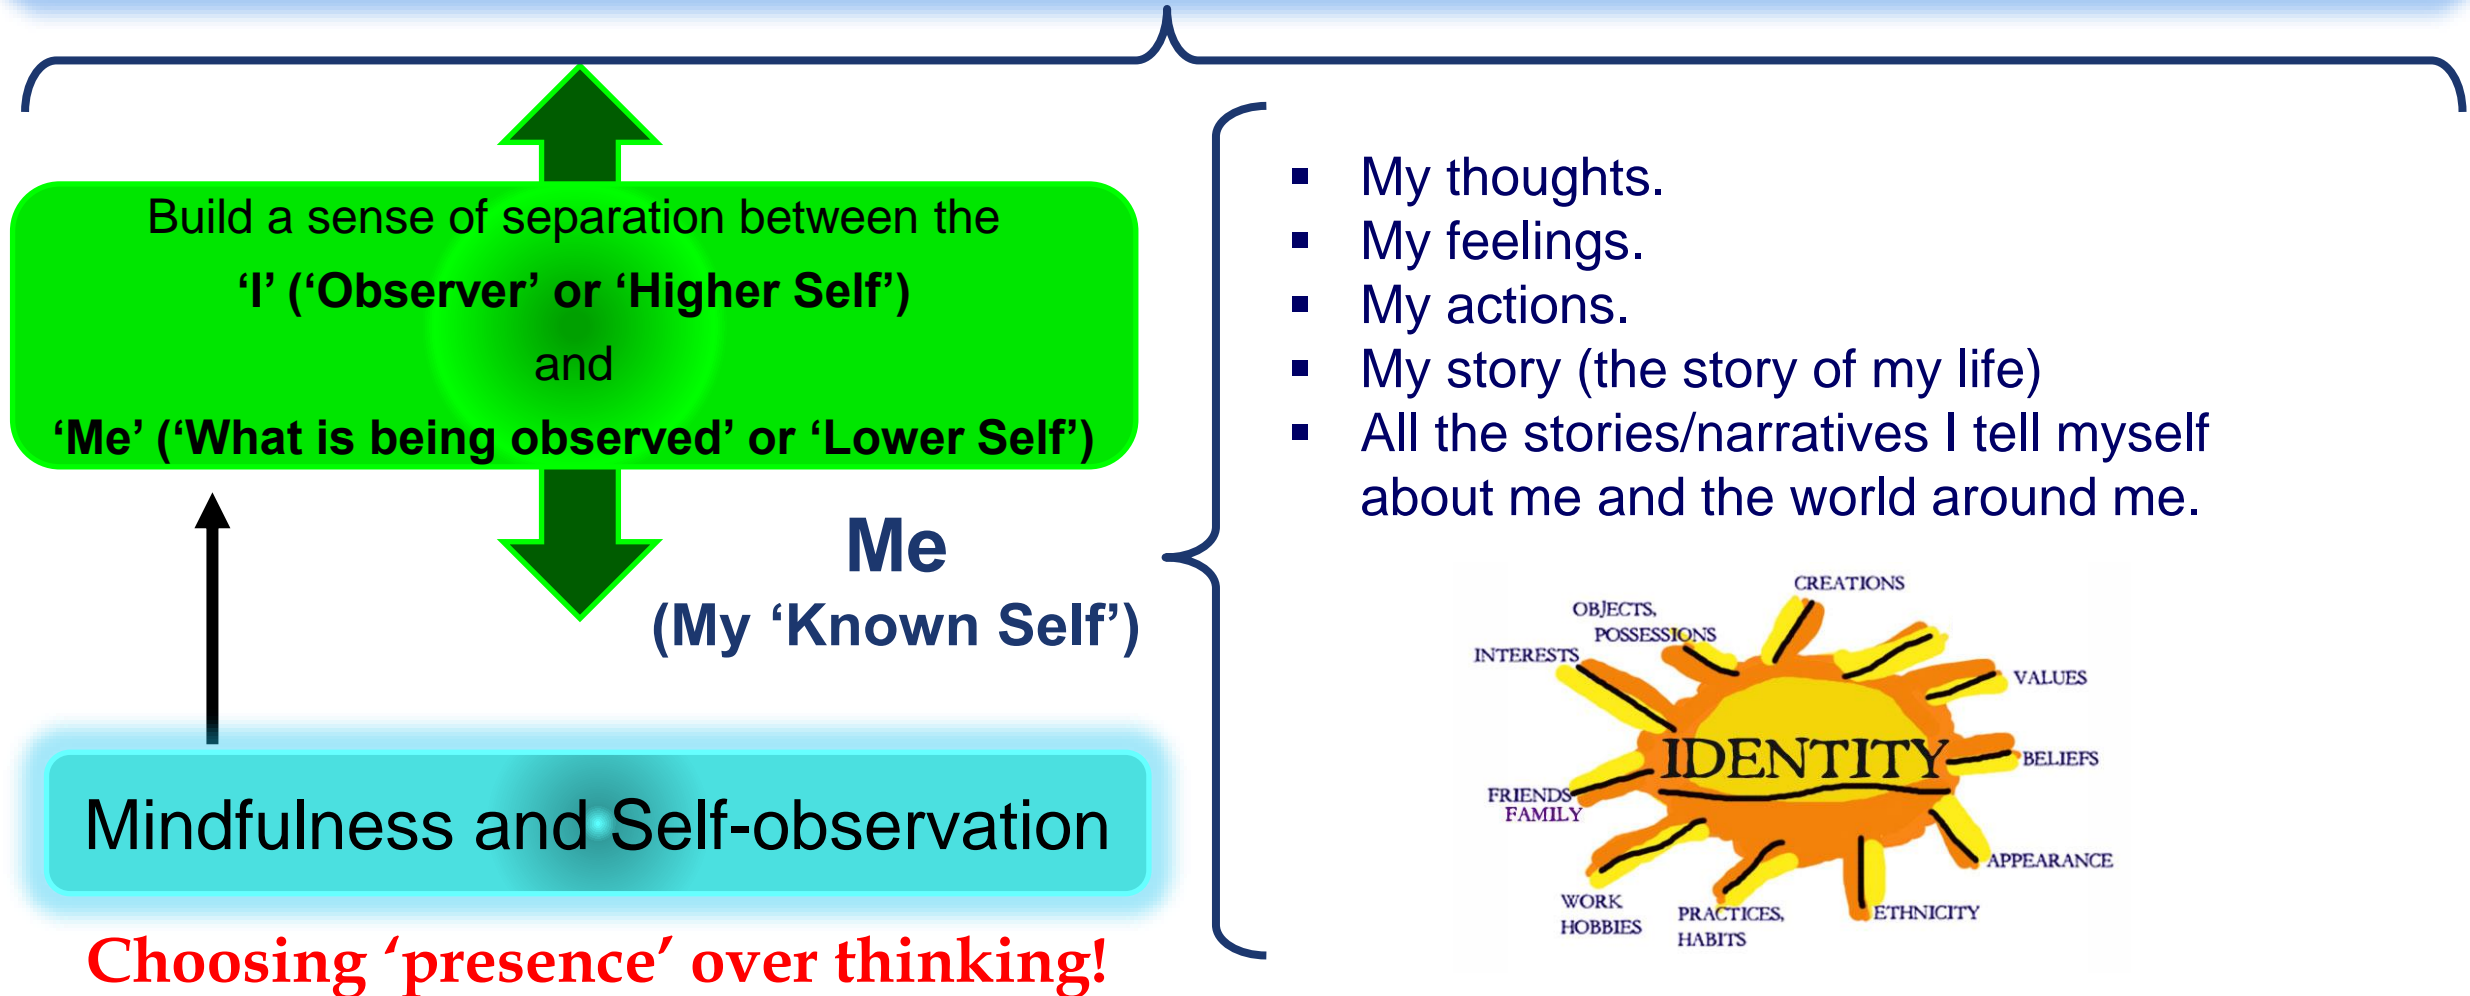 Build a sense of separation between the
‘I’ (‘Observer’ or ‘Higher Self’)
and
‘Me’ (‘What is being observed’ or ‘Lower Self’)
Me
(My ‘Known Self’)
Mindfulness and Self-observation
Choosing ‘presence’ over thinking!
▪ My thoughts.
▪ My feelings.
▪ My actions.
▪ My story (the story of my life)
▪ All the stories/narratives I tell myself
about me and the world around me.
CREATIONS
OBJECTS,
POSSESSIONS
INTERESTS
VALUES
IDENTITY
BELIEFS
FRIENDS
FAMILY
APPEARANCE
WORK
HOBBIES
PRACTICES,
HABITS
ETHNICITY